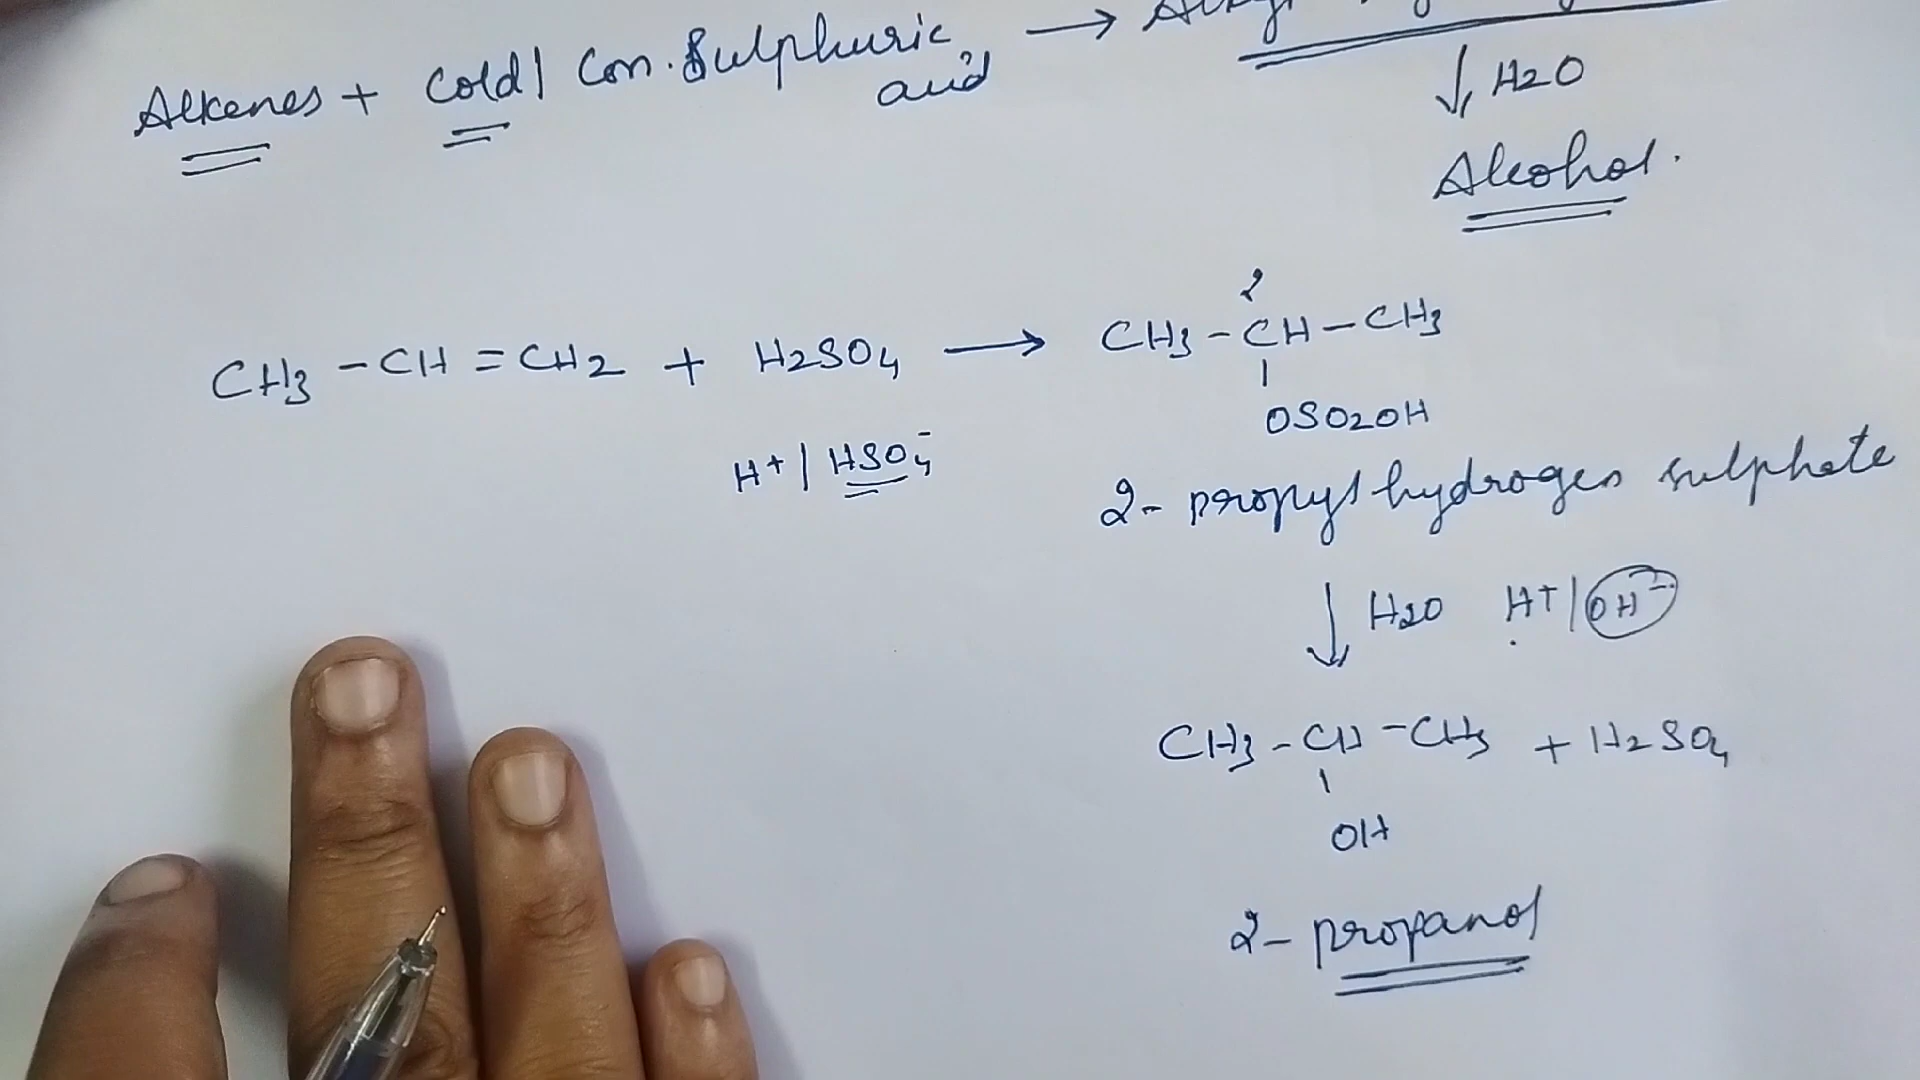 Alkenes + cold | Con. Sulphuric acid →
↓ H2O
Alcohol.
CH3 - CH = CH2 + H2SO4 → CH3 - CH - CH3
2
|
OSO2OH
H+ | HSO4-
2- propyl hydrogen sulphate
↓ H2O H+ | OH-
CH3 - CH - CH3 + H2SO4
|
OH
2- propanol